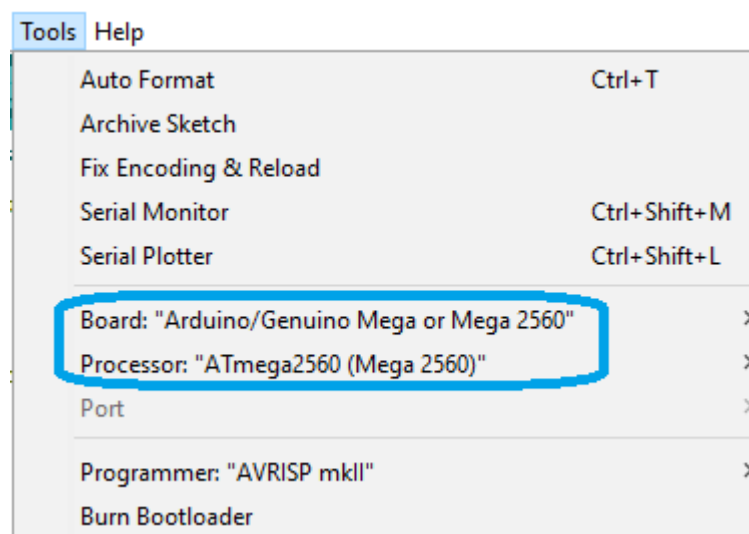 Tools Help
Auto Format Ctrl+T
Archive Sketch
Fix Encoding & Reload
Serial Monitor Ctrl+Shift+M
Serial Plotter Ctrl+Shift+L
Board: "Arduino/Genuino Mega or Mega 2560"
Processor: "ATmega2560 (Mega 2560)"
Port
Programmer: "AVRISP mkII"
Burn Bootloader